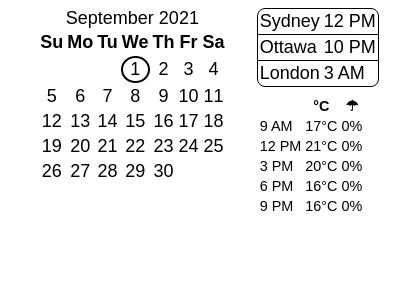 September 2021
Su Mo Tu We Th Fr Sa
1 2 3 4
5 6 7 8 9 10 11
12 13 14 15 16 17 18
19 20 21 22 23 24 25
26 27 28 29 30
Sydney 12 PM
Ottawa 10 PM
London 3 AM
°C ☂
9 AM 17°C 0%
12 PM 21°C 0%
3 PM 20°C 0%
6 PM 16°C 0%
9 PM 16°C 0%